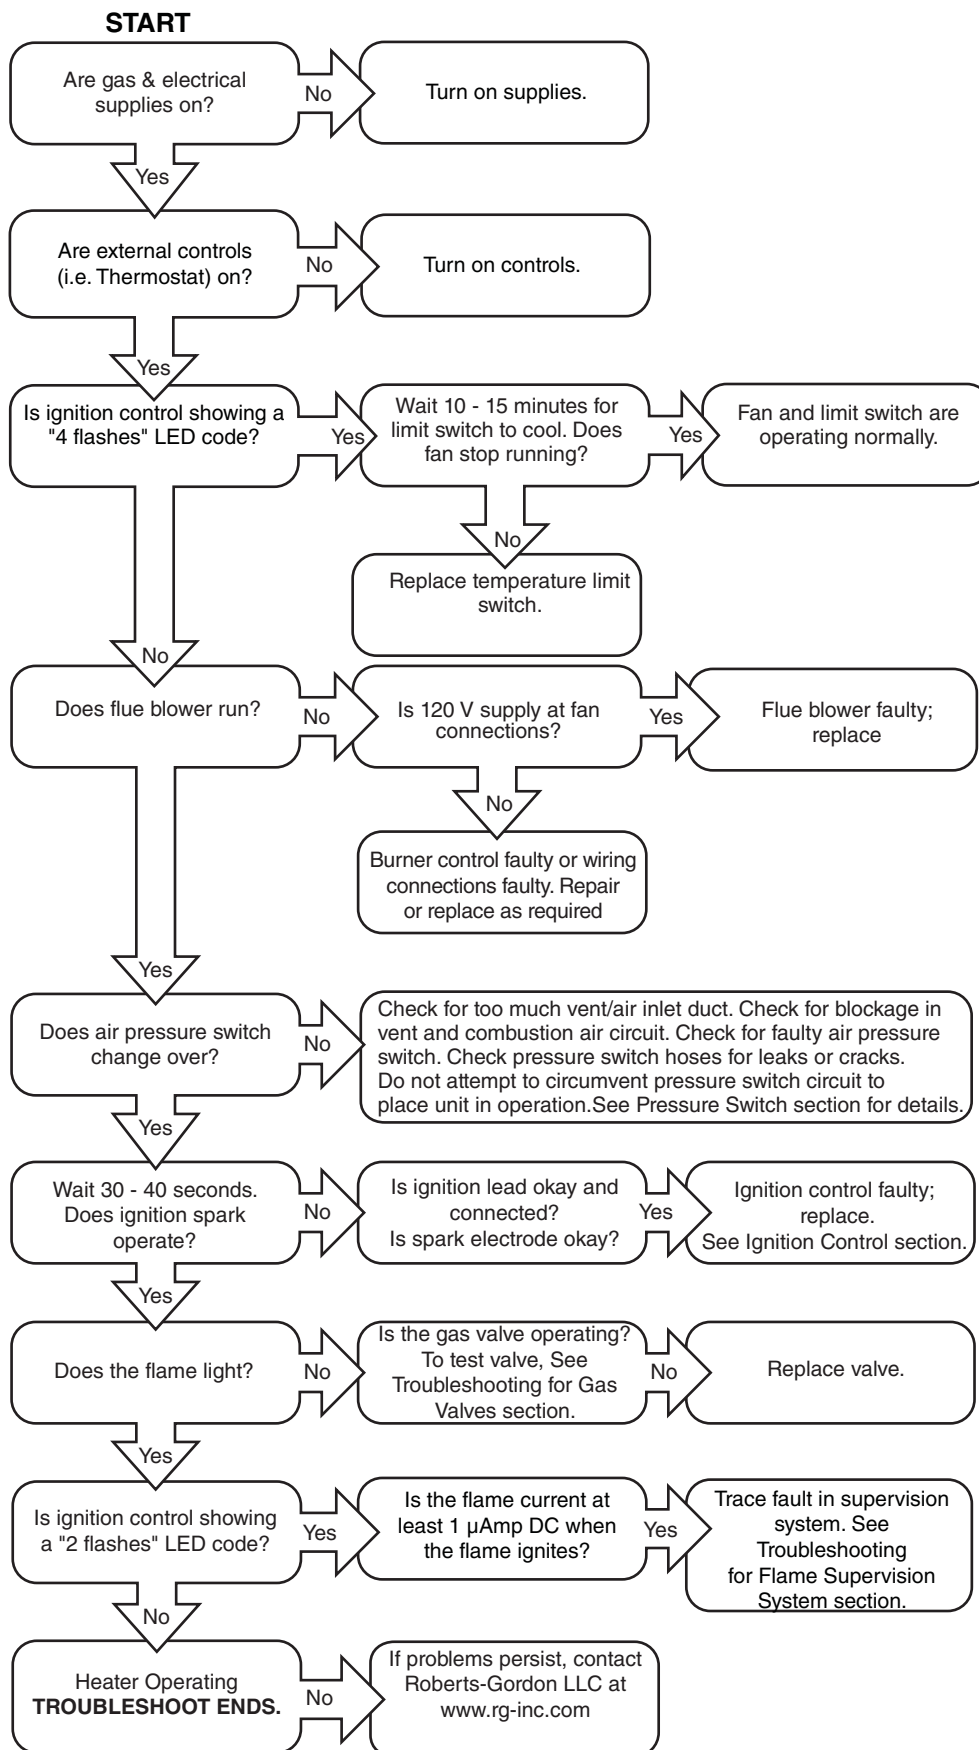 START
Are gas & electrical
supplies on?
No
Turn on supplies.
Yes
Are external controls
(i.e. Thermostat) on?
No
Turn on controls.
Yes
Is ignition control showing a
"4 flashes" LED code?
Yes
Wait 10 - 15 minutes for
limit switch to cool. Does
fan stop running?
Yes
Fan and limit switch are
operating normally.
No
Replace temperature limit
switch.
No
Does flue blower run?
No
Is 120 V supply at fan
connections?
Yes
Flue blower faulty;
replace
No
Burner control faulty or wiring
connections faulty. Repair
or replace as required
Yes
Does air pressure switch
change over?
No
Check for too much vent/air inlet duct. Check for blockage in
vent and combustion air circuit. Check for faulty air pressure
switch. Check pressure switch hoses for leaks or cracks.
Do not attempt to circumvent pressure switch circuit to
place unit in operation.See Pressure Switch section for details.
Yes
Wait 30 - 40 seconds.
Does ignition spark
operate?
No
Is ignition lead okay and
connected?
Is spark electrode okay?
Yes
Ignition control faulty;
replace.
See Ignition Control section.
Yes
Does the flame light?
No
Is the gas valve operating?
To test valve, See
Troubleshooting for Gas
Valves section.
No
Replace valve.
Yes
Is ignition control showing
a "2 flashes" LED code?
Yes
Is the flame current at
least 1 µAmp DC when
the flame ignites?
Yes
Trace fault in supervision
system. See
Troubleshooting
for Flame Supervision
System section.
No
Heater Operating
TROUBLESHOOT ENDS.
No
If problems persist, contact
Roberts-Gordon LLC at
www.rg-inc.com